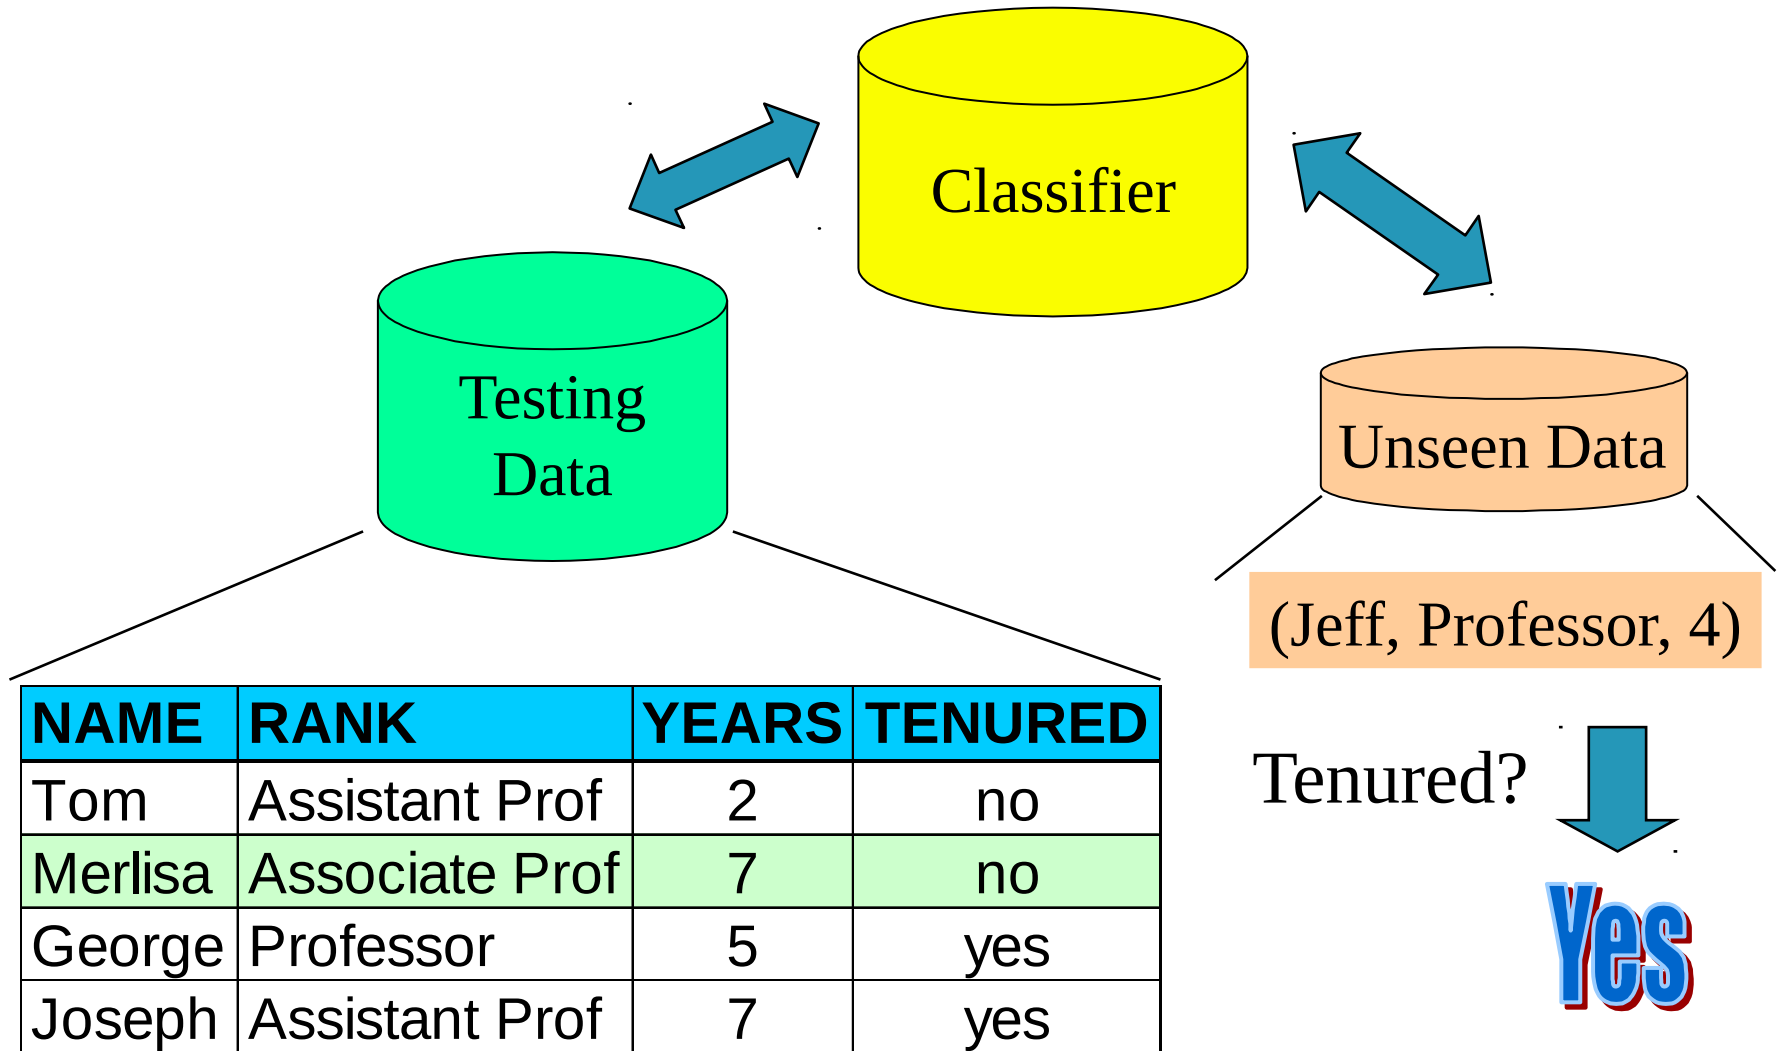 Classifier
Testing
Data
Unseen Data
(Jeff, Professor, 4)
NAME RANK YEARS TENURED
Tom Assistant Prof 2 no
Merlisa Associate Prof 7 no
George Professor 5 yes
Joseph Assistant Prof 7 yes
Tenured?
Yes